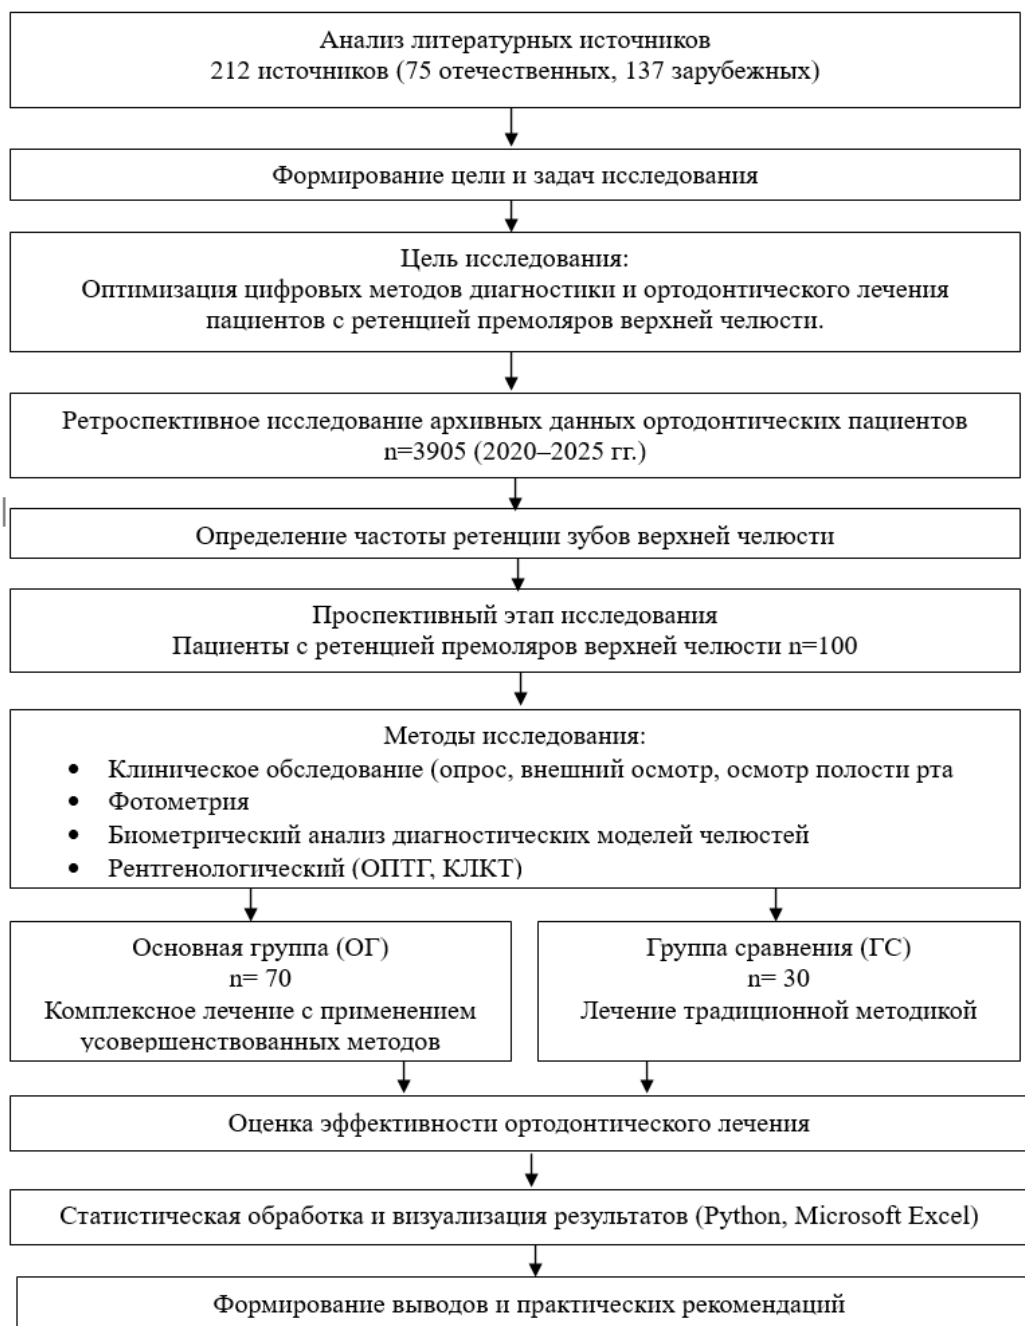 Анализ литературных источников
212 источников (75 отечественных, 137 зарубежных)
Формирование цели и задач исследования
Цель исследования:
Оптимизация цифровых методов диагностики и ортодонтического лечения
пациентов с ретенцией премоляров верхней челюсти.
Ретроспективное исследование архивных данных ортодонтических пациентов
n=3905 (2020–2025 гг.)
Определение частоты ретенции зубов верхней челюсти
Проспективный этап исследования
Пациенты с ретенцией премоляров верхней челюсти n=100
Методы исследования:
• Клиническое обследование (опрос, внешний осмотр, осмотр полости рта
• Фотометрия
• Биометрический анализ диагностических моделей челюстей
• Рентгенологический (ОПТГ, КЛКТ)
Основная группа (ОГ)
n= 70
Комплексное лечение с применением
усовершенствованных методов
Группа сравнения (ГС)
n= 30
Лечение традиционной методикой
Оценка эффективности ортодонтического лечения
Статистическая обработка и визуализация результатов (Python, Microsoft Excel)
Формирование выводов и практических рекомендаций